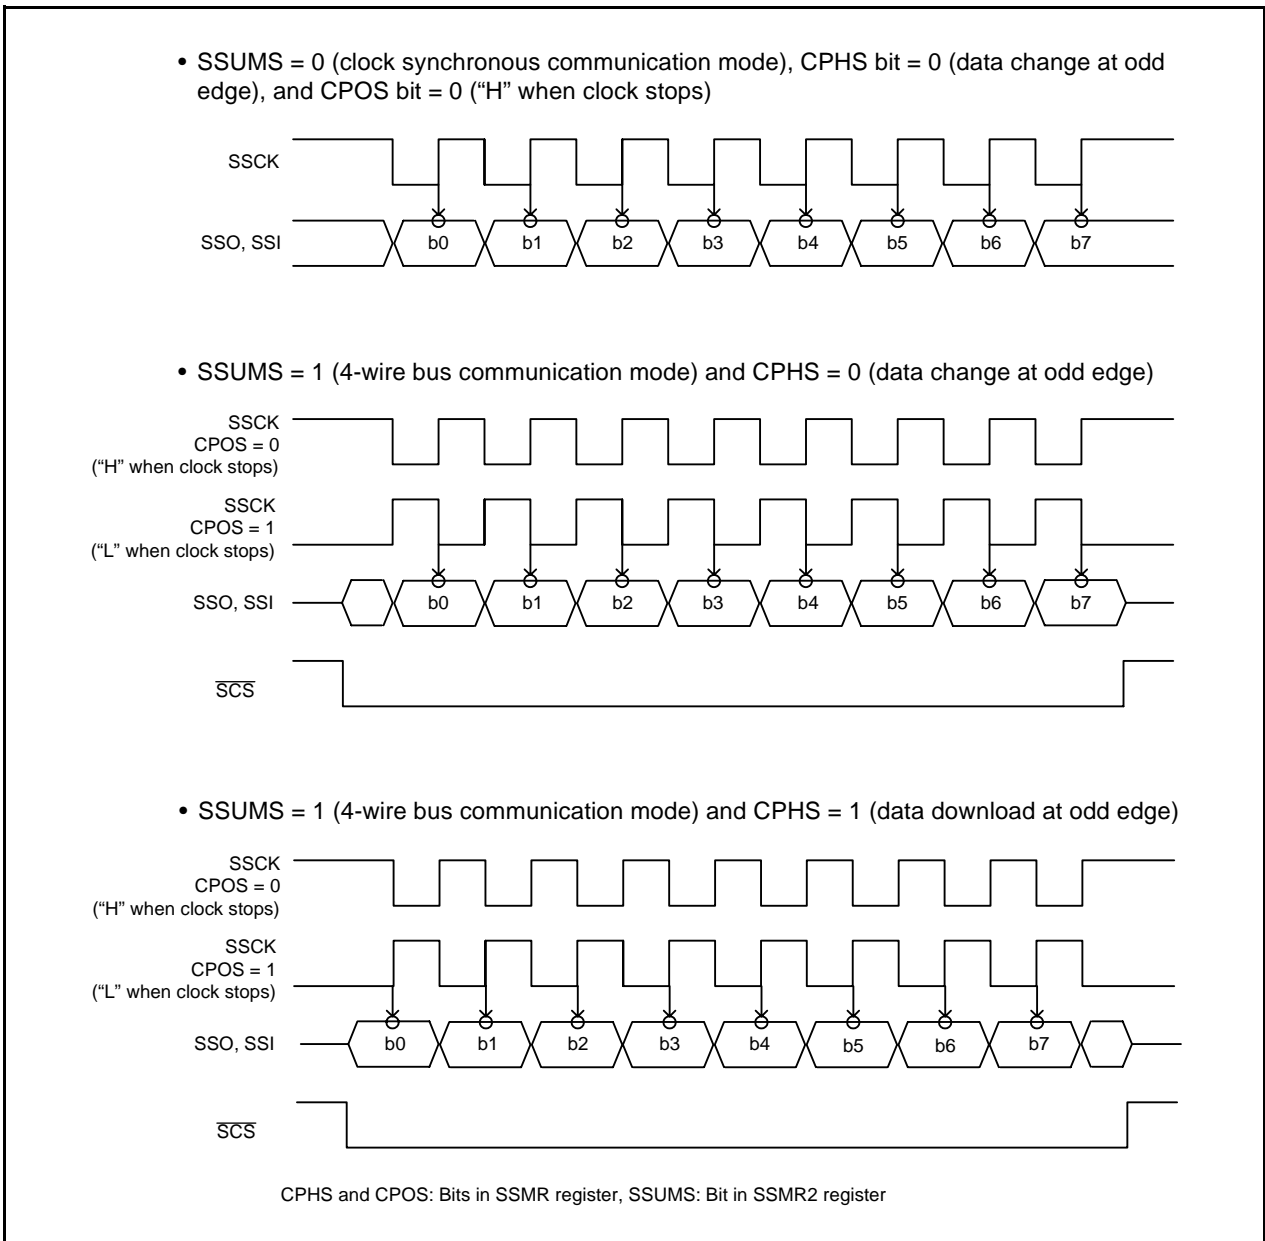 • SSUMS = 0 (clock synchronous communication mode), CPHS bit = 0 (data change at odd
edge), and CPOS bit = 0 (“H” when clock stops)
SSCK
SSO, SSI
b0 b1 b2 b3 b4 b5 b6 b7
• SSUMS = 1 (4-wire bus communication mode) and CPHS = 0 (data change at odd edge)
SSCK
CPOS = 0
(“H” when clock stops)
SSCK
CPOS = 1
(“L” when clock stops)
SSO, SSI
b0 b1 b2 b3 b4 b5 b6 b7
SCS
• SSUMS = 1 (4-wire bus communication mode) and CPHS = 1 (data download at odd edge)
SSCK
CPOS = 0
(“H” when clock stops)
SSCK
CPOS = 1
(“L” when clock stops)
SSO, SSI
b0 b1 b2 b3 b4 b5 b6 b7
SCS
CPHS and CPOS: Bits in SSMR register, SSUMS: Bit in SSMR2 register